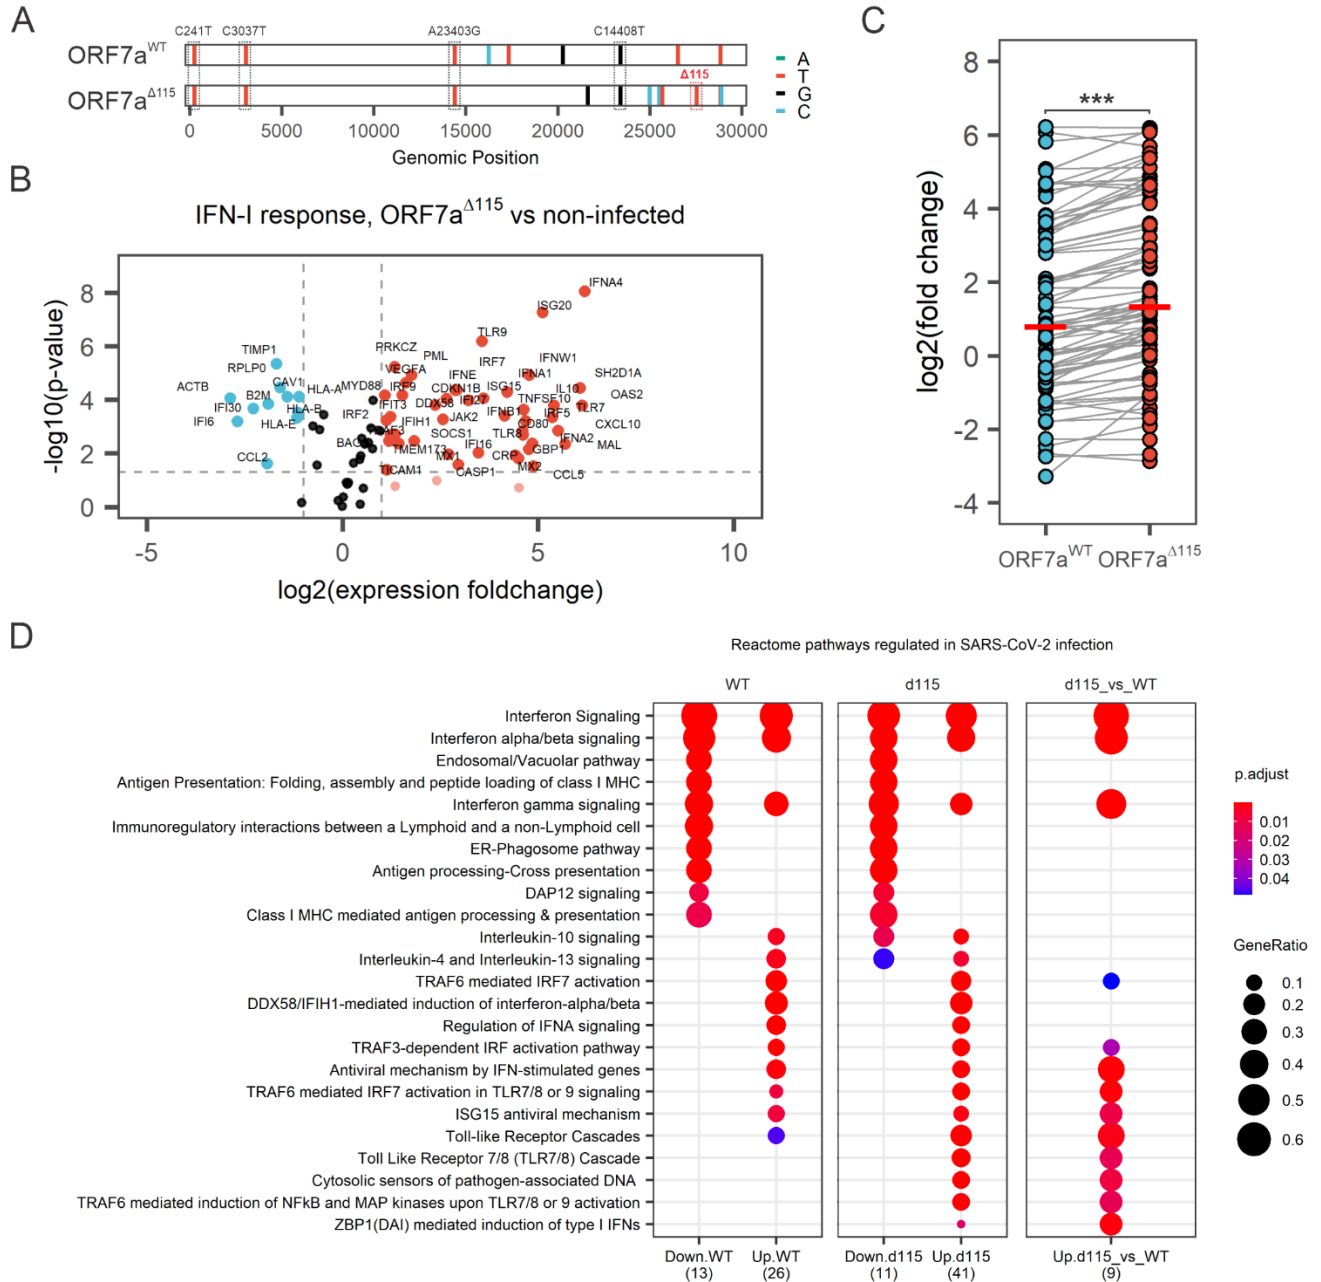 A
C241T
C3037T
A23403G
C14408T
ORF7aWT
Δ115
ORF7aΔ115
A
T
G
C
0
5000
10000
15000
20000
25000
30000
Genomic Position
B
IFN-I response, ORF7aΔ115 vs non-infected
-log10(p-value)
8
6
4
2
0
IFNA4
ISG20
TLR9
PRKCZ
PML
IRF7
IFNW1
TIMP1
RPLP0
VEGFA
IFNE
IFNA1
SH2D1A
ACTB
CAV1
HLA-A
MYD88
IRF9
CDKN1B
ISG15
IL10
OAS2
B2M
IFI30
HLA-B
IFIT3
DDX58
IFI27
TNFSF10
TLR7
IFI6
HLA-E
IRF2
IFIH1
JAK2
IFNB1
IRF5
CD80
CXCL10
AF3
SOCS1
TLR8
IFNA2
BAG
TMEM173
IFI16
GBP1
MAL
CCL2
MX1
CRP
TICAM1
CASP1
MX2
CCL5
-5
0
5
10
log2(expression foldchange)
C
***
log2(fold change)
8
6
4
2
0
-2
-4
ORF7aWT
ORF7aΔ115
D
Reactome pathways regulated in SARS-CoV-2 infection
WT
d115
d115_vs_WT
Interferon Signaling
Interferon alpha/beta signaling
Endosomal/Vacuolar pathway
Antigen Presentation: Folding, assembly and peptide loading of class I MHC
Interferon gamma signaling
Immunoregulatory interactions between a Lymphoid and a non-Lymphoid cell
ER-Phagosome pathway
Antigen processing-Cross presentation
DAP12 signaling
Class I MHC mediated antigen processing & presentation
Interleukin-10 signaling
Interleukin-4 and Interleukin-13 signaling
TRAF6 mediated IRF7 activation
DDX58/IFIH1-mediated induction of interferon-alpha/beta
Regulation of IFNA signaling
TRAF3-dependent IRF activation pathway
Antiviral mechanism by IFN-stimulated genes
TRAF6 mediated IRF7 activation in TLR7/8 or 9 signaling
ISG15 antiviral mechanism
Toll-like Receptor Cascades
Toll Like Receptor 7/8 (TLR7/8) Cascade
Cytosolic sensors of pathogen-associated DNA
TRAF6 mediated induction of NFkB and MAP kinases upon TLR7/8 or 9 activation
ZBP1(DAI) mediated induction of type I IFNs
Down.WT
(13)
Up.WT
(26)
Down.d115
(11)
Up.d115
(41)
Up.d115_vs_WT
(9)
p.adjust
0.01
0.02
0.03
0.04
GeneRatio
0.1
0.2
0.3
0.4
0.5
0.6